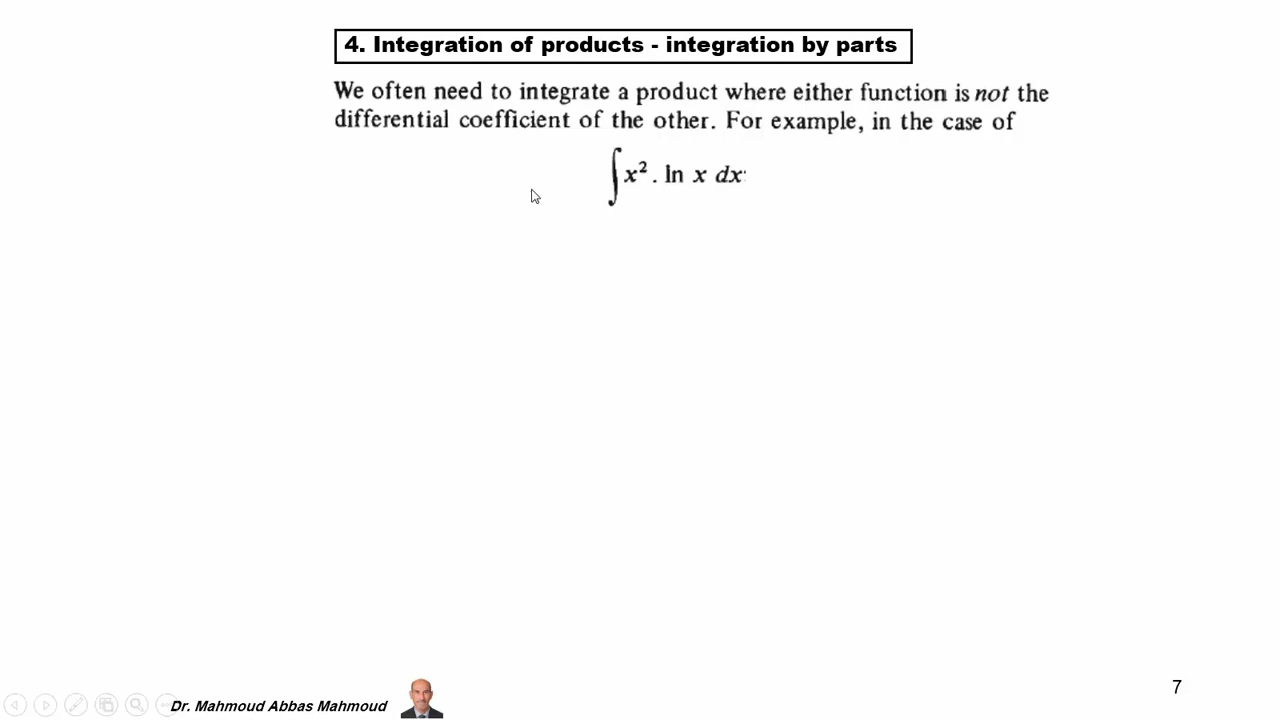 4. Integration of products - integration by parts
We often need to integrate a product where either function is not the
differential coefficient of the other. For example, in the case of
∫x² . ln x dx
Dr. Mahmoud Abbas Mahmoud
7